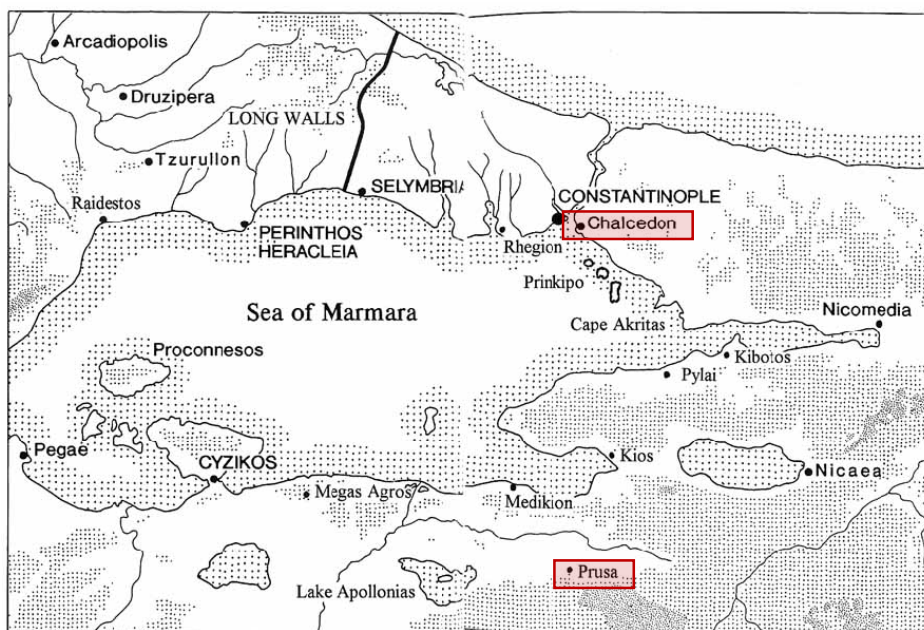 Arcadiopolis
Druzipera
LONG WALLS
Tzurullon
SELYMBRIA
CONSTANTINOPLE
Raidestos
Chalcedon
PERINTHOS
HERACLEIA
Rhegion
Prinkipo
Sea of Marmara
Nicomedia
Cape Akritas
Proconnesos
Kibotos
Pylai
Pegae
CYZIKOS
Kios
Nicaea
Megas Agros
Medikion
Prusa
Lake Apollonias